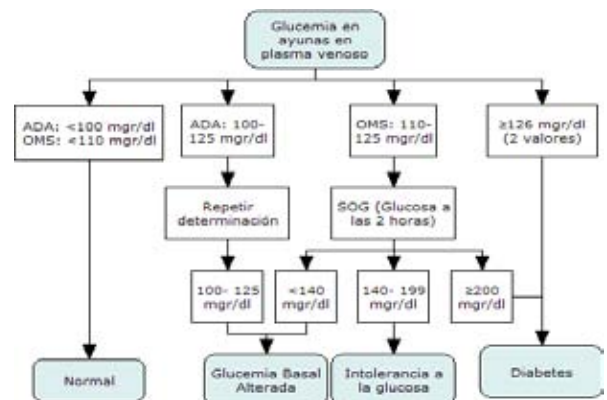 Glucemia en
ayunas en
plasma venoso
ADA: <100 mgr/dl
OMS: <110 mgr/dl
ADA: 100-
125 mgr/dl
OMS: 110-
125 mgr/dl
≥126 mgr/dl
(2 valores)
Repetir
determinación
SOG (Glucosa a
las 2 horas)
100- 125
mgr/dl
<140
mgr/dl
140- 199
mgr/dl
≥200
mgr/dl
Normal
Glucemia Basal
Alterada
Intolerancia a
la glucosa
Diabetes